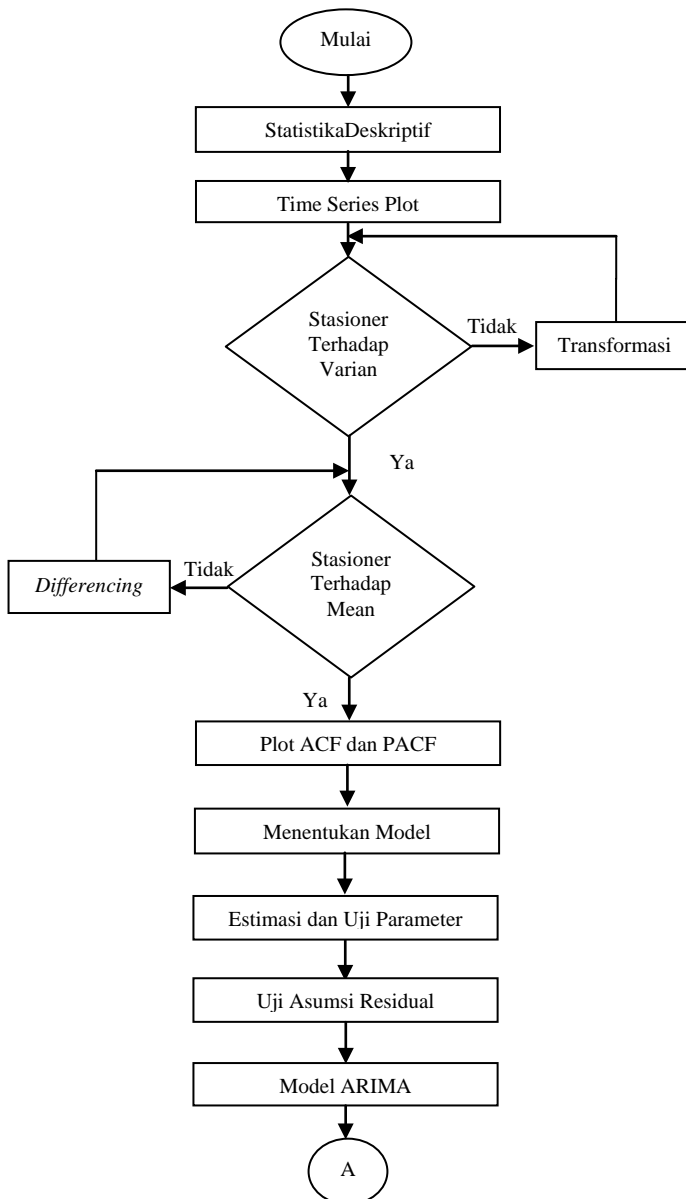 Mulai
StatistikaDeskriptif
Time Series Plot
Stasioner
Terhadap
Varian
Tidak
Transformasi
Ya
Stasioner
Terhadap
Mean
Tidak
Differencing
Ya
Plot ACF dan PACF
Menentukan Model
Estimasi dan Uji Parameter
Uji Asumsi Residual
Model ARIMA
A